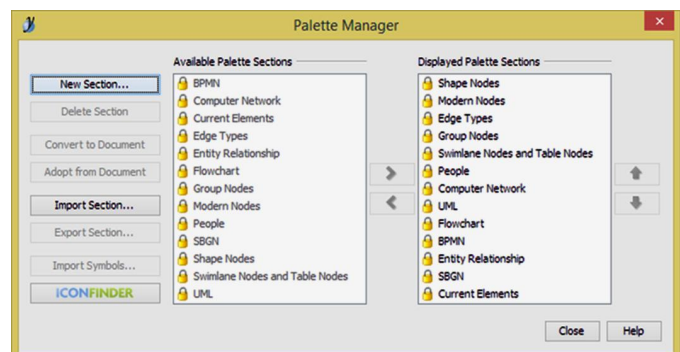 Palette Manager
New Section...
Delete Section
Convert to Document
Adopt from Document
Import Section...
Export Section...
Import Symbols...
ICONFINDER
Available Palette Sections
BPMN
Computer Network
Current Elements
Edge Types
Entity Relationship
Flowchart
Group Nodes
Modern Nodes
People
SBGN
Shape Nodes
Swimlane Nodes and Table Nodes
UML
Displayed Palette Sections
Shape Nodes
Modern Nodes
Edge Types
Group Nodes
Swimlane Nodes and Table Nodes
People
Computer Network
UML
Flowchart
BPMN
Entity Relationship
SBGN
Current Elements
Close
Help